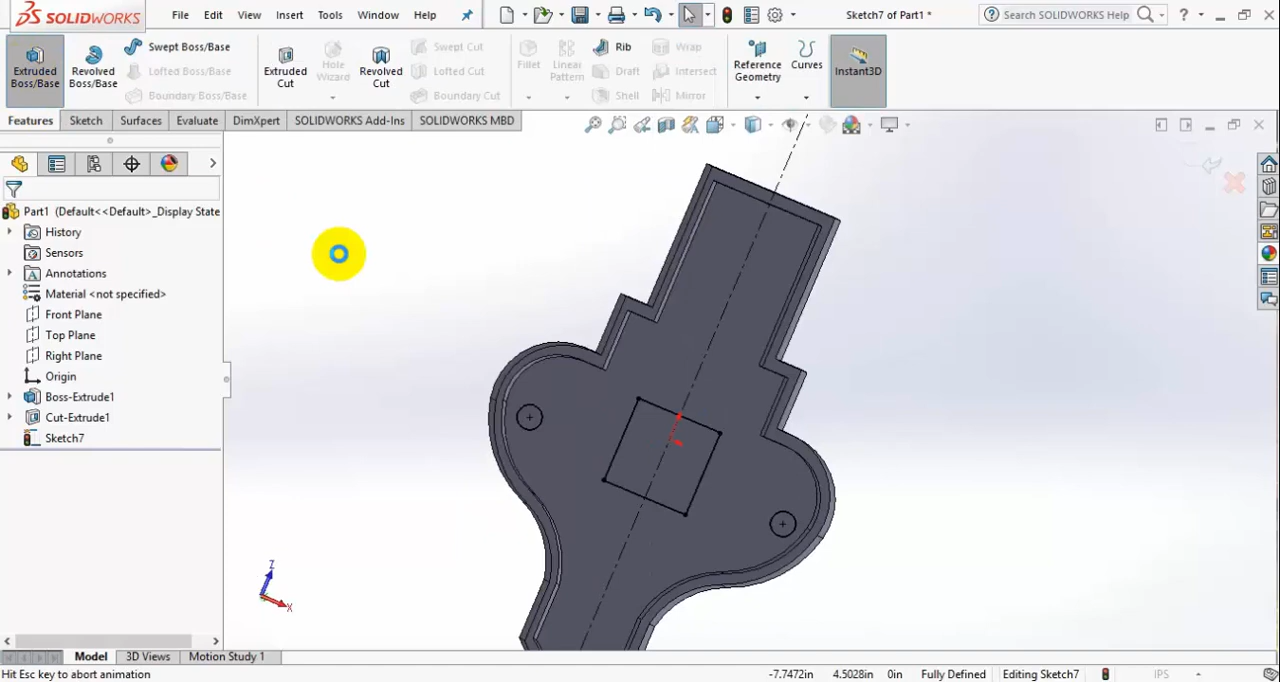 SOLIDWORKS File Edit View Insert Tools Window Help Sketch7 of Part1 * Search SOLIDWORKS Help
Extruded Boss/Base
Revolved Boss/Base
Swept Boss/Base
Lofted Boss/Base
Boundary Boss/Base
Extruded Cut
Hole Wizard
Revolved Cut
Swept Cut
Lofted Cut
Boundary Cut
Fillet
Linear Pattern
Rib
Draft
Shell
Wrap
Intersect
Mirror
Reference Geometry
Curves
Instant3D
Features Sketch Surfaces Evaluate DimXpert SOLIDWORKS Add-Ins SOLIDWORKS MBD
Part1 (Default<<Default>_Display State
History
Sensors
Annotations
Material <not specified>
Front Plane
Top Plane
Right Plane
Origin
Boss-Extrude1
Cut-Extrude1
Sketch7
Z
X
Model 3D Views Motion Study 1
Hit Esc key to abort animation -7.7472in 4.5028in 0in Fully Defined Editing Sketch7 IPS